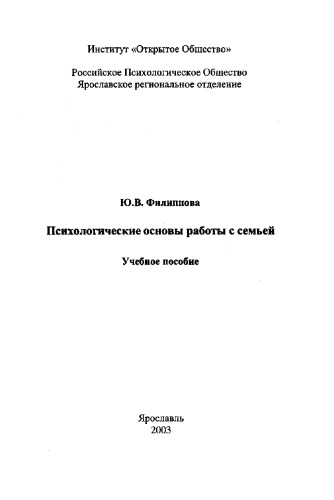 Институт «Открытое Общество»
Российское Психологическое Общество
Ярославское региональное отделение
Ю.В. Филиппова
Психологические основы работы с семьей
Учебное пособие
Ярославль
2003